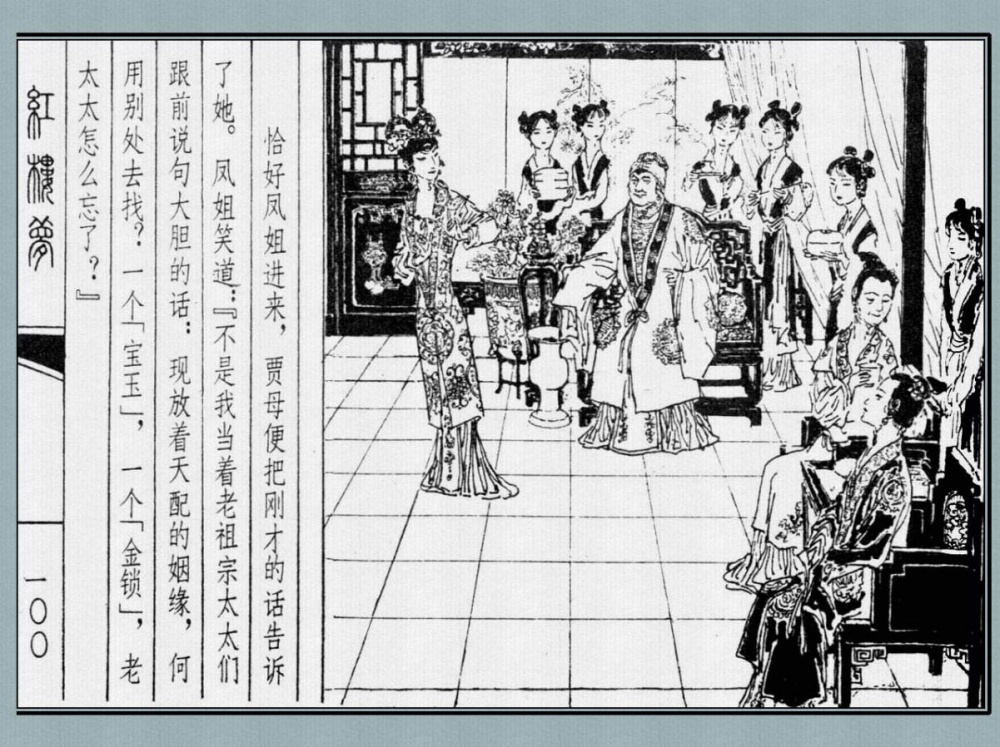 恰好凤姐进来，贾母便把刚才的话告诉
了她。凤姐笑道：『不是我当着老祖宗太太们
跟前说句大胆的话：现放着天配的姻缘，何
用别处去找？一个「宝玉」，一个「金锁」，老
太太怎么忘了？』
紅樓夢
一〇〇